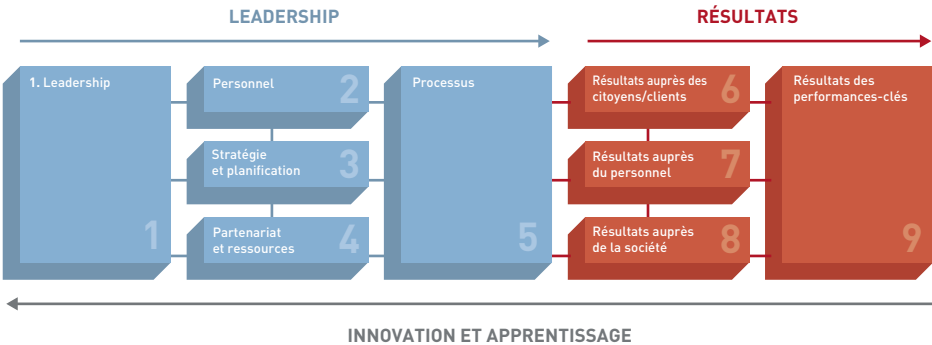 LEADERSHIP
RÉSULTATS
1. Leadership
1
Personnel
2
Stratégie
et planification
3
Partenariat
et ressources
4
Processus
5
Résultats auprès des
citoyens/clients
6
Résultats auprès
du personnel
7
Résultats auprès
de la société
8
Résultats des
performances-clés
9
INNOVATION ET APPRENTISSAGE